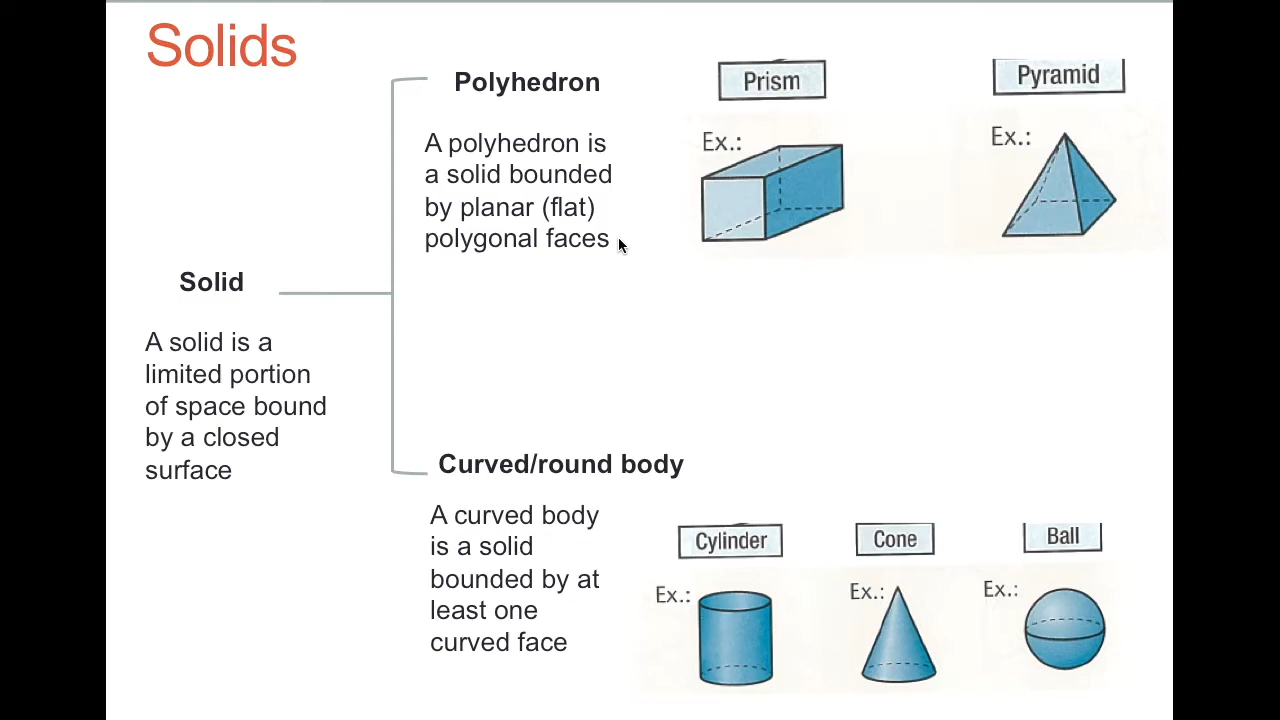 Solids
Polyhedron
A polyhedron is
a solid bounded
by planar (flat)
polygonal faces
Prism
Ex.:
Pyramid
Ex.:
Solid
A solid is a
limited portion
of space bound
by a closed
surface
Curved/round body
A curved body
is a solid
bounded by at
least one
curved face
Cylinder
Ex.:
Cone
Ex.:
Ball
Ex.: